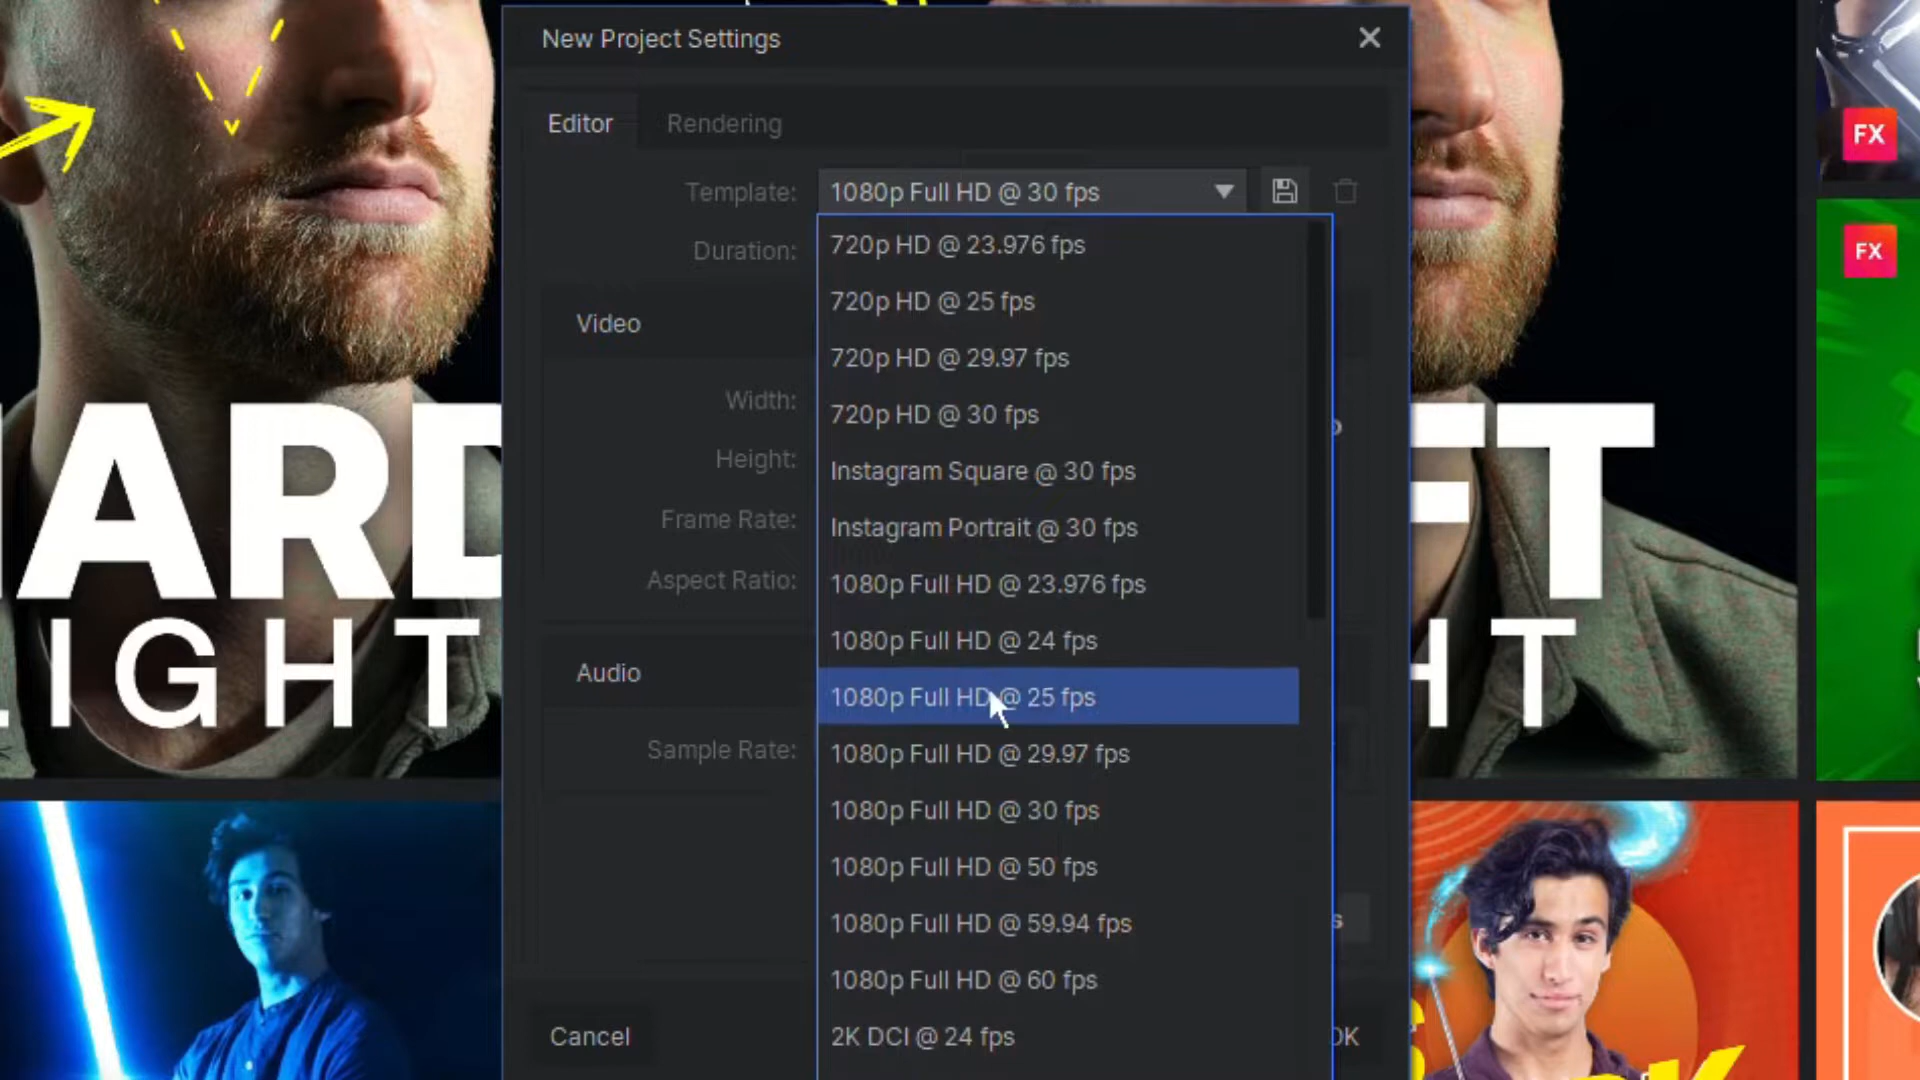 New Project Settings
Editor
Rendering
Template:
1080p Full HD @ 30 fps
Duration:
720p HD @ 23.976 fps
720p HD @ 25 fps
720p HD @ 29.97 fps
720p HD @ 30 fps
Instagram Square @ 30 fps
Instagram Portrait @ 30 fps
1080p Full HD @ 23.976 fps
1080p Full HD @ 24 fps
1080p Full HD @ 25 fps
1080p Full HD @ 29.97 fps
1080p Full HD @ 30 fps
1080p Full HD @ 50 fps
1080p Full HD @ 59.94 fps
1080p Full HD @ 60 fps
2K DCI @ 24 fps
Video
Width:
Height:
Frame Rate:
Aspect Ratio:
Audio
Sample Rate:
Cancel
OK
HARD
LIGHT
FT
HT
FX
FX